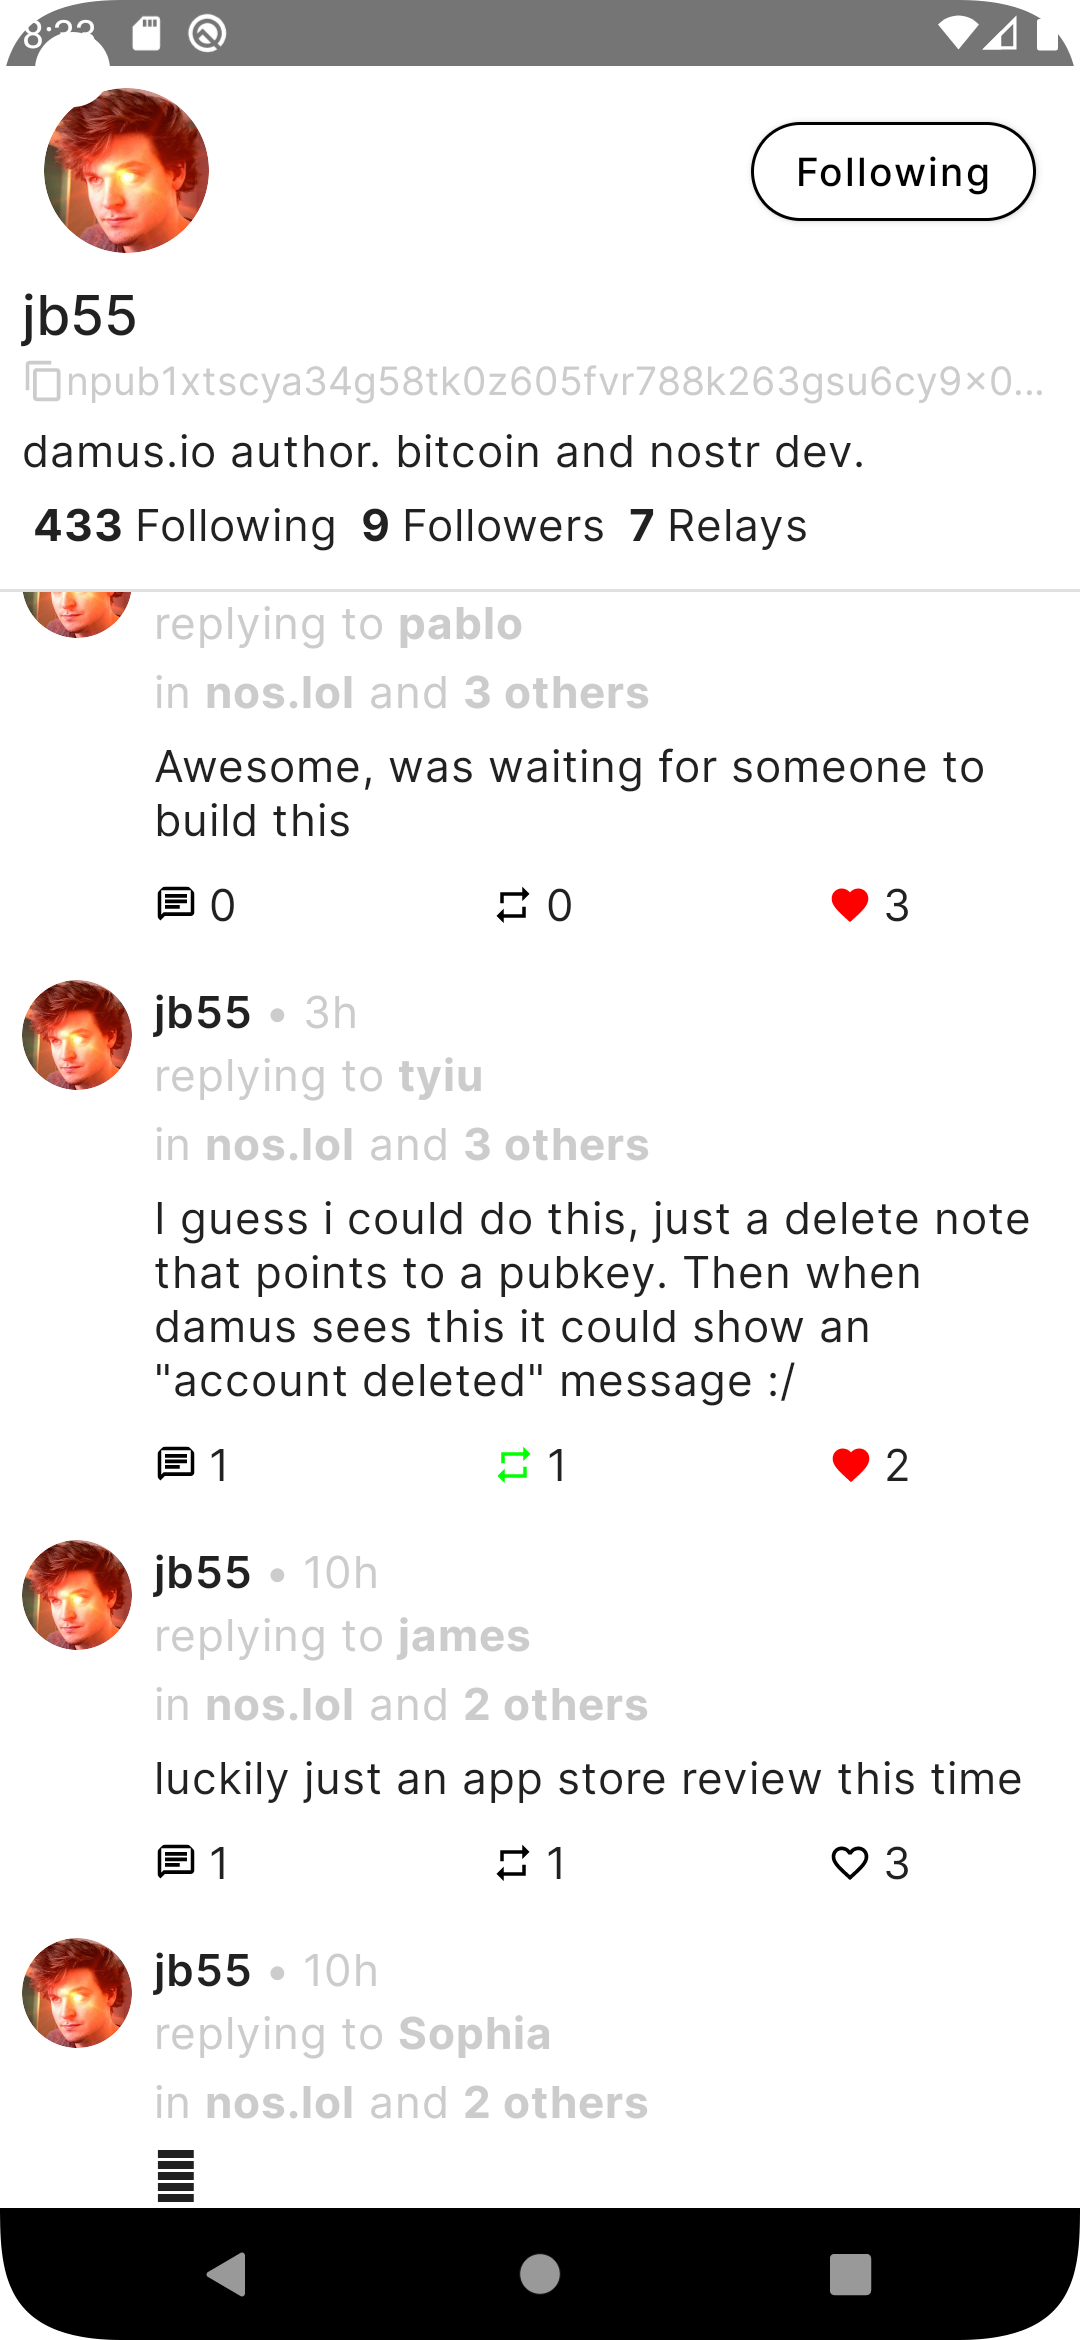 Following
jb55
npub1xtscya34g58tk0z605fvr788k263gsu6cy9x0...
damus.io author. bitcoin and nostr dev.
433 Following 9 Followers 7 Relays
replying to pablo
in nos.lol and 3 others
Awesome, was waiting for someone to
build this
0 0 3
jb55 • 3h
replying to tyiu
in nos.lol and 3 others
I guess i could do this, just a delete note
that points to a pubkey. Then when
damus sees this it could show an
"account deleted" message :/
1 1 2
jb55 • 10h
replying to james
in nos.lol and 2 others
luckily just an app store review this time
1 1 3
jb55 • 10h
replying to Sophia
in nos.lol and 2 others